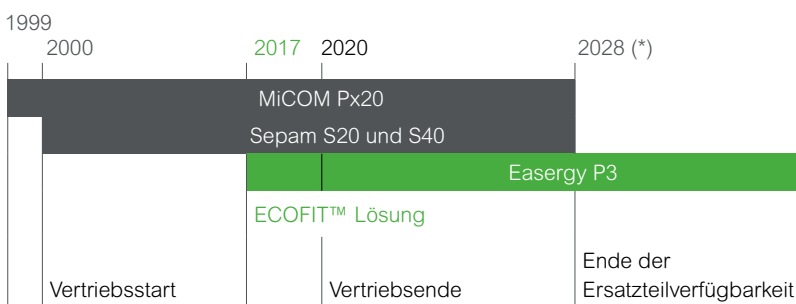 1999
2000
2017
2020
2028 (*)
MiCOM Px20
Sepam S20 und S40
Easergy P3
ECOFIT™ Lösung
Vertriebsstart
Vertriebsende
Ende der
Ersatzteilverfügbarkeit